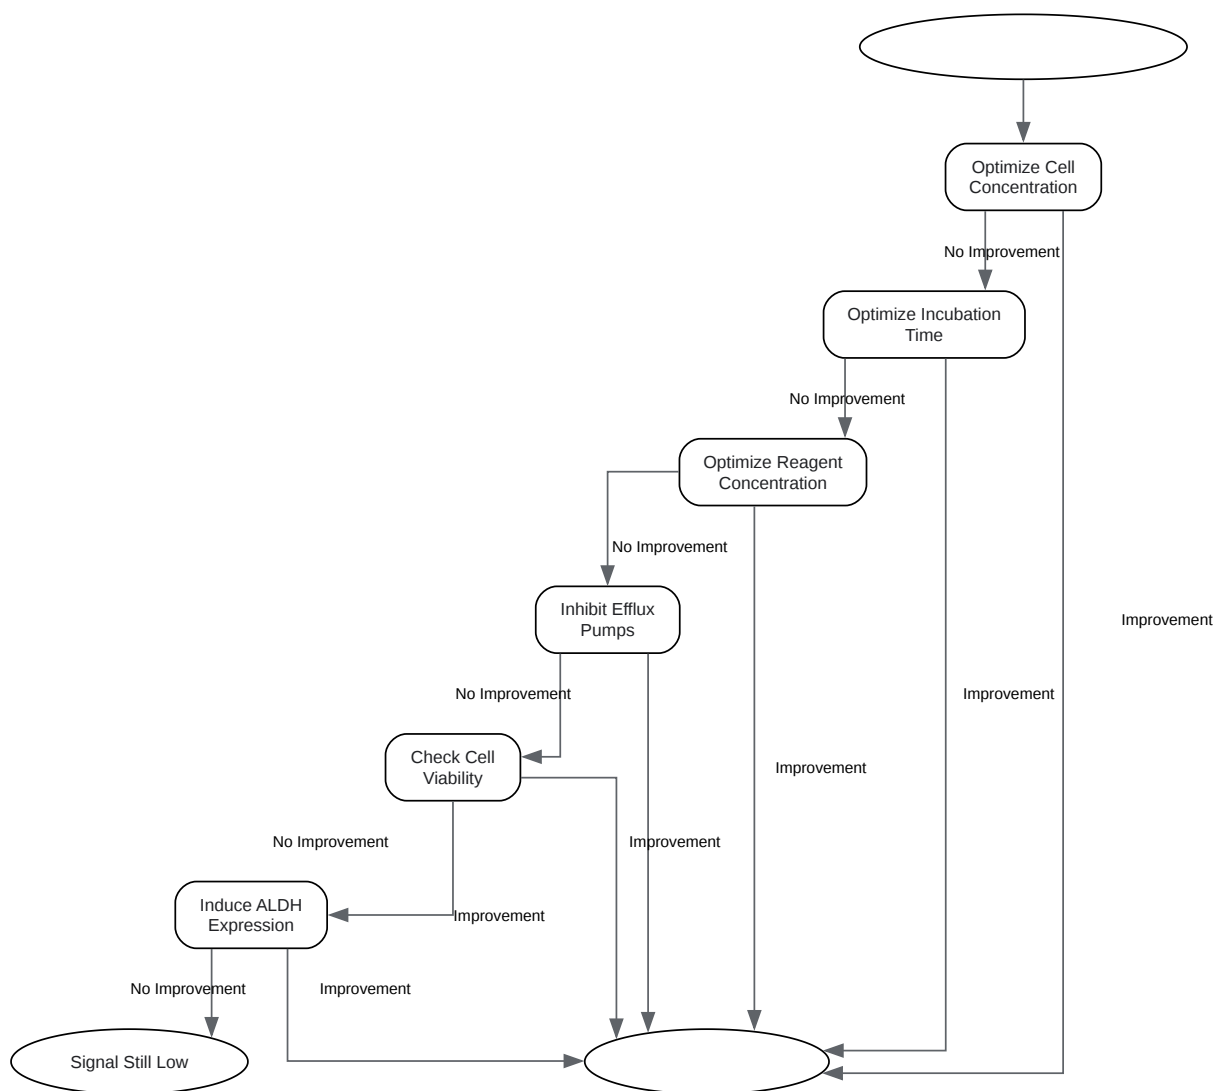 Optimize Cell
Concentration
No Improvement
Optimize Incubation
Time
No Improvement
Optimize Reagent
Concentration
No Improvement
Inhibit Efflux
Pumps
Improvement
No Improvement
Improvement
Check Cell
Viability
Improvement
No Improvement
Improvement
Induce ALDH
Expression
Improvement
No Improvement
Improvement
Signal Still Low